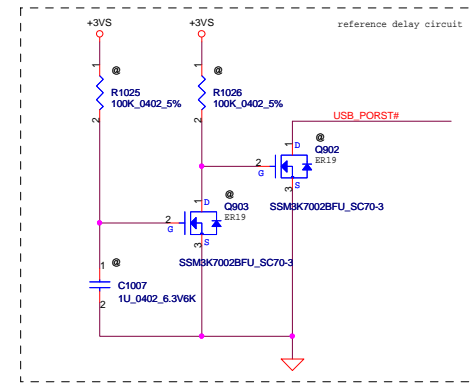 reference delay circuit
+3VS
+3VS
1
@
R1025
100K_0402_5%
2
1
@
R1026
100K_0402_5%
2
USB_PORST#
1
D
@
Q902
ER19
2
G
3
S
SSM3K7002BFU_SC70-3
1
D
@
Q903
ER19
2
G
3
S
SSM3K7002BFU_SC70-3
1
@
C1007
1U_0402_6.3V6K
2